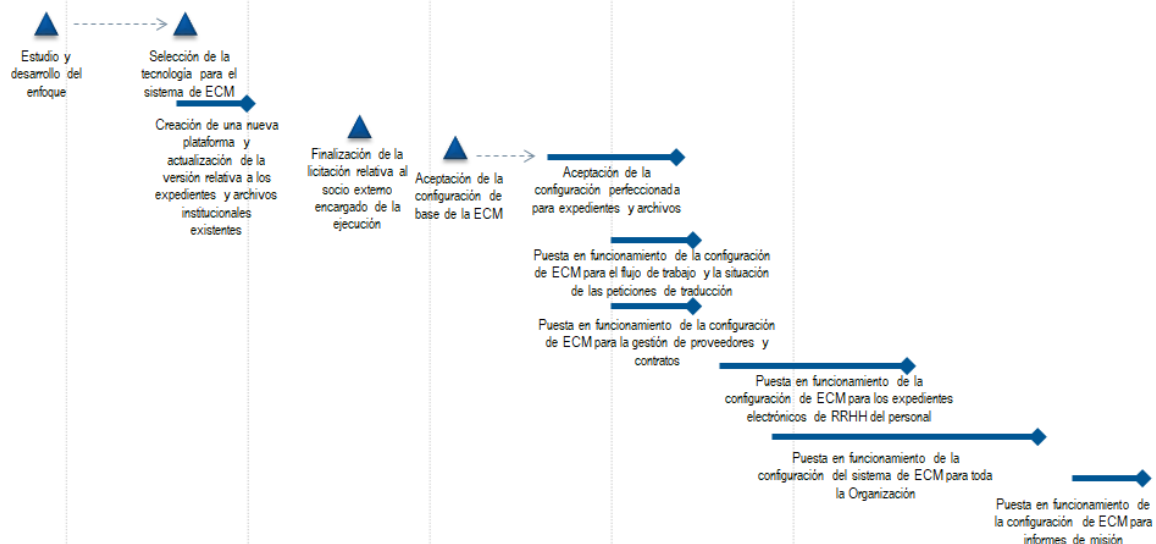 Estudio y
desarrollo del
enfoque
Selección de la
tecnología para el
sistema de ECM
Creación de una nueva
plataforma y
actualización de la
versión relativa a los
expedientes y archivos
institucionales
existentes
Finalización de la
licitación relativa al
socio externo
encargado de la
ejecución
Aceptación de la
configuración de
base de la ECM
Aceptación de la
configuración perfeccionada
para expedientes y archivos
Puesta en funcionamiento de la configuración
de ECM para el flujo de trabajo y la situación
de las peticiones de traducción
Puesta en funcionamiento de la configuración
de ECM para la gestión de proveedores y
contratos
Puesta en funcionamiento de la
configuración de ECM para los expedientes
electrónicos de RRHH del personal
Puesta en funcionamiento de la
configuración del sistema de ECM para toda
la Organización
Puesta en funcionamiento de
la configuración de ECM para
informes de misión